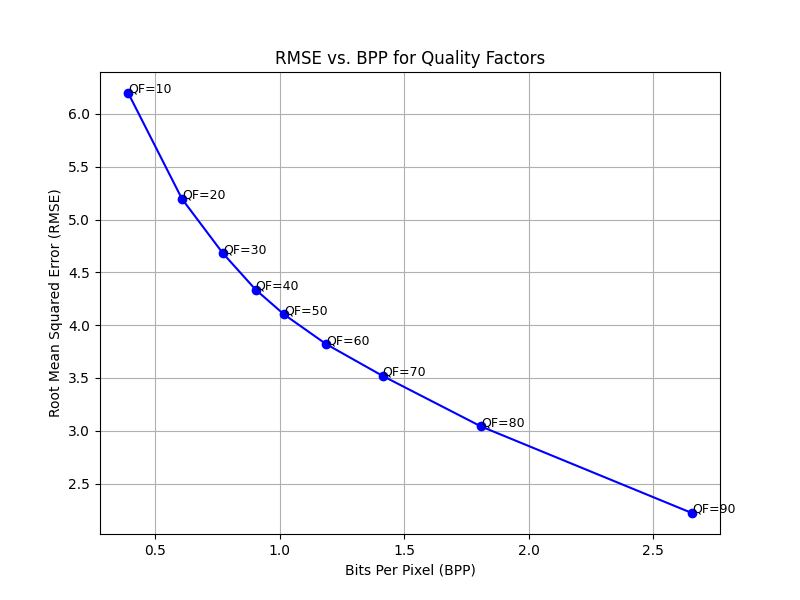 RMSE vs. BPP for Quality Factors
Root Mean Squared Error (RMSE)
6.0
5.5
5.0
4.5
4.0
3.5
3.0
2.5
QF=10
QF=20
QF=30
QF=40
QF=50
QF=60
QF=70
QF=80
QF=90
0.5 1.0 1.5 2.0 2.5
Bits Per Pixel (BPP)